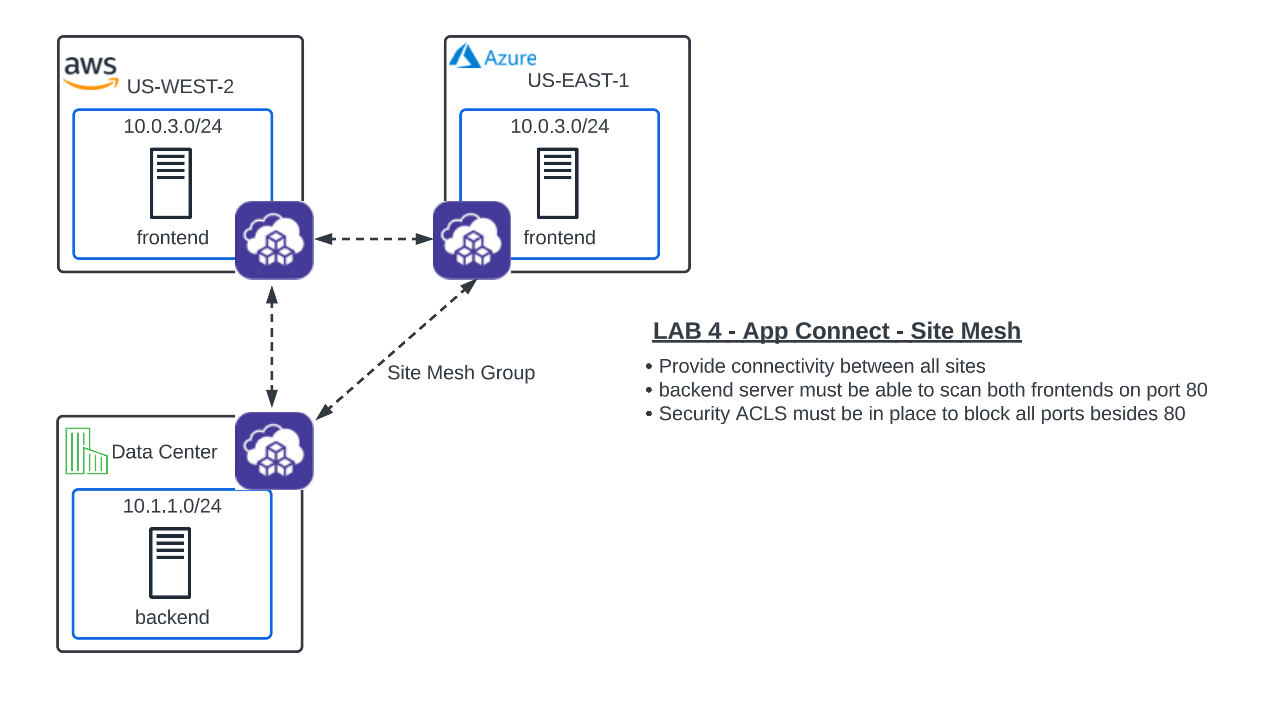 aws
US-WEST-2
10.0.3.0/24
frontend
Azure
US-EAST-1
10.0.3.0/24
frontend
Site Mesh Group
Data Center
10.1.1.0/24
backend
LAB 4 - App Connect - Site Mesh
• Provide connectivity between all sites
• backend server must be able to scan both frontends on port 80
• Security ACLS must be in place to block all ports besides 80